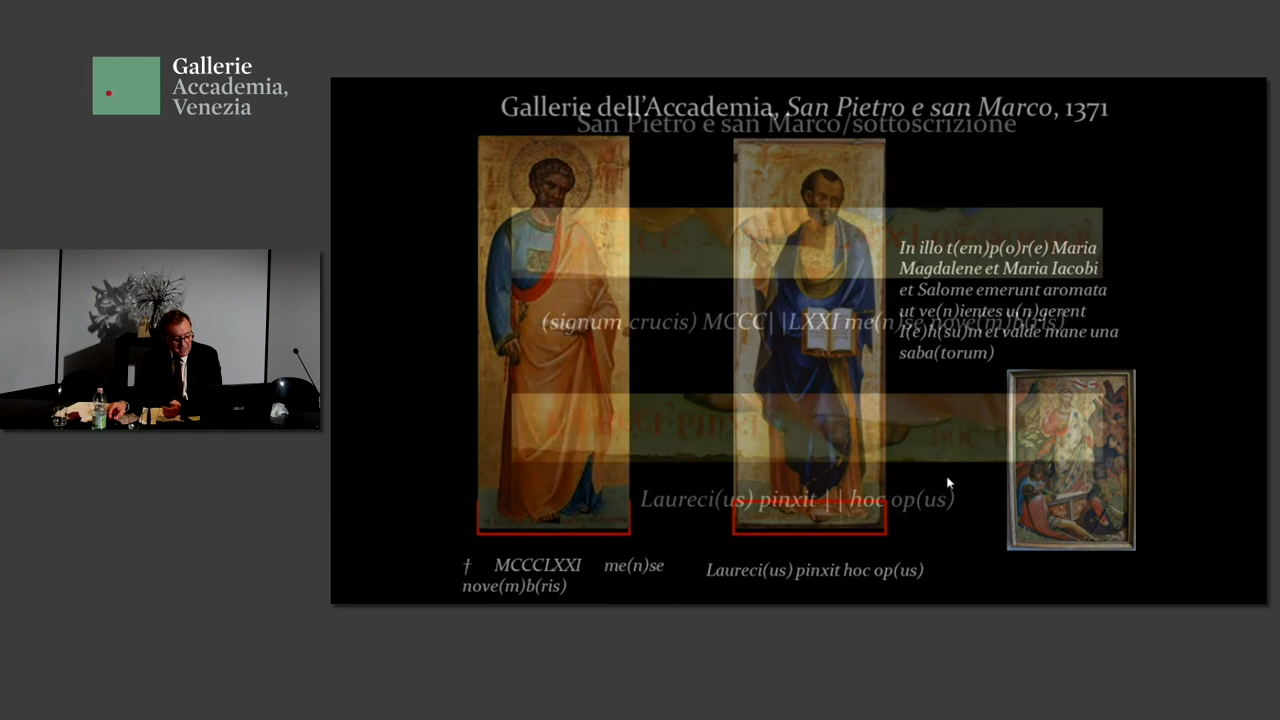 Gallerie
Accademia,
Venezia
Gallerie dell'Accademia, San Pietro e san Marco, 1371
San Pietro e san Marco/sottoscrizione
In illo t(em)p(o)r(e) Maria
Magdalene et Maria Iacobi
et Salome emerunt aromata
ut ve(n)ientes u(n)gerent
I(e)h(su)m et valde mane una
saba(torum)
(signum crucis) MCCC| |LXXI me(n)se nove(m)b(ris)
Laureci(us) pinxit | | hoc op(us)
† MCCCLXXI me(n)se
nove(m)b(ris)
Laureci(us) pinxit hoc op(us)